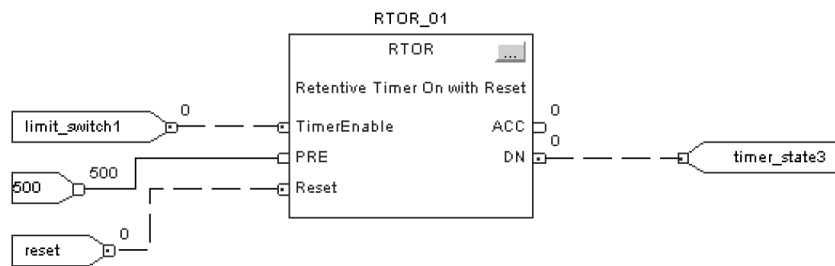 RTOR_01
RTOR
...
Retentive Timer On with Reset
0
limit_switch1
TimerEnable
ACC
0
0
500
500
PRE
DN
timer_state3
Reset
0
reset